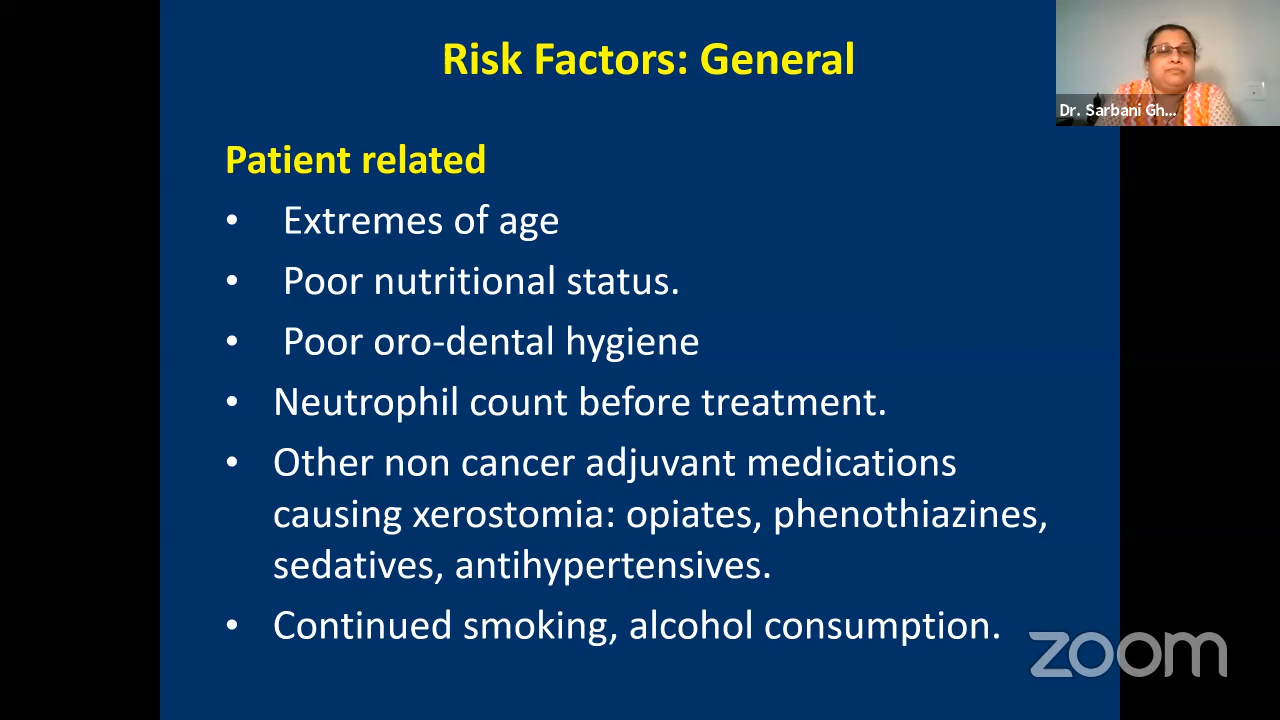 Risk Factors: General
Dr. Sarbani Gh...
Patient related
• Extremes of age
• Poor nutritional status.
• Poor oro-dental hygiene
• Neutrophil count before treatment.
• Other non cancer adjuvant medications
causing xerostomia: opiates, phenothiazines,
sedatives, antihypertensives.
• Continued smoking, alcohol consumption.
zoom